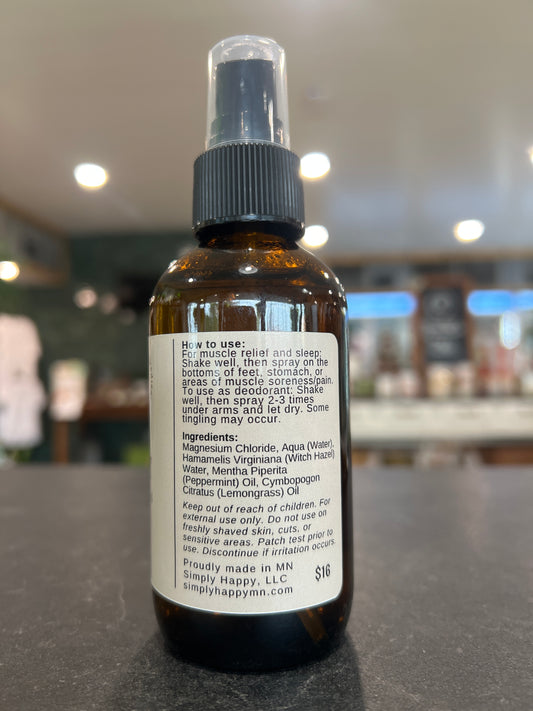 How to use:
For muscle relief and sleep:
Shake well, then spray on the
bottoms of feet, stomach, or
areas of muscle soreness/pain.
To use as deodorant: Shake
well, then spray 2-3 times
under arms and let dry. Some
tingling may occur.
Ingredients:
Magnesium Chloride, Aqua (Water),
Hamamelis Virginiana (Witch Hazel)
Water, Mentha Piperita
(Peppermint) Oil, Cymbopogon
Citratus (Lemongrass) Oil
Keep out of reach of children. For
external use only. Do not use on
freshly shaved skin, cuts, or
sensitive areas. Patch test prior to
use. Discontinue if irritation occurs.
Proudly made in MN
Simply Happy, LLC
simplyhappymn.com
$16